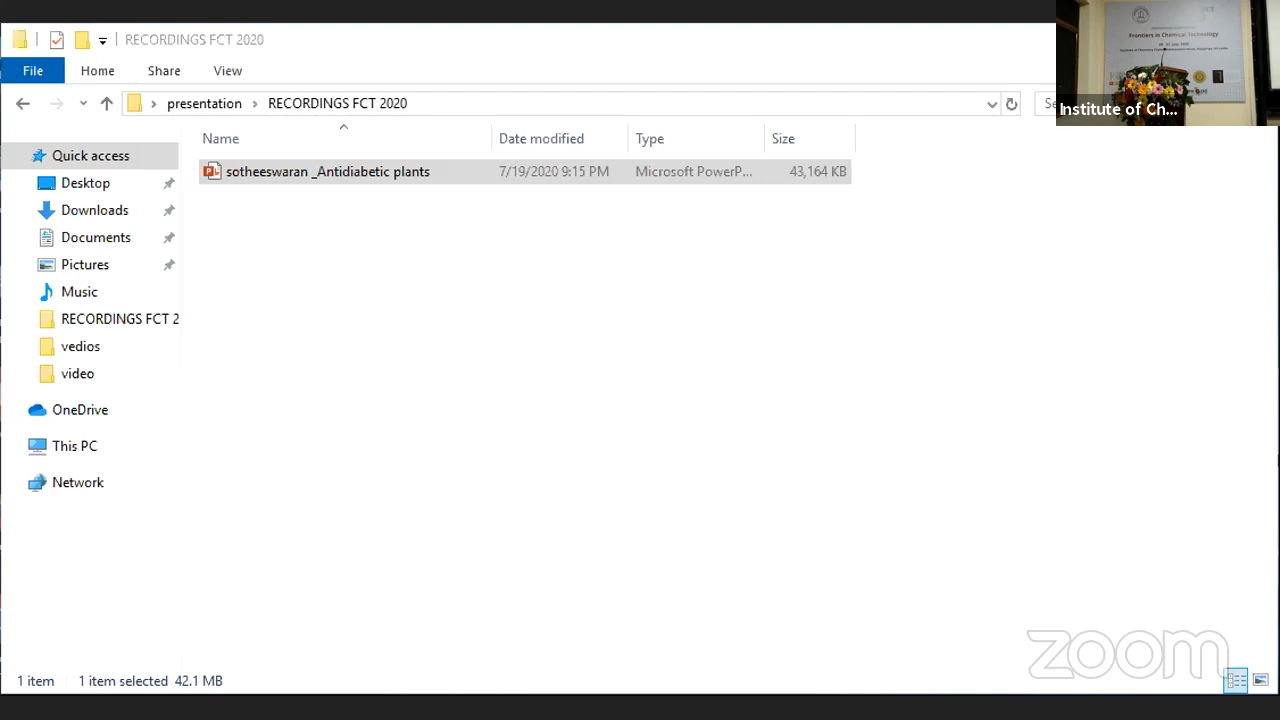 RECORDINGS FCT 2020
File Home Share View
presentation RECORDINGS FCT 2020
Name Date modified Type Size
sotheeswaran _Antidiabetic plants 7/19/2020 9:15 PM Microsoft PowerP... 43,164 KB
Quick access
Desktop
Downloads
Documents
Pictures
Music
RECORDINGS FCT 2
vedios
video
OneDrive
This PC
Network
1 item 1 item selected 42.1 MB
Frontiers in Chemical Technology
Institute of Ch...
zoom